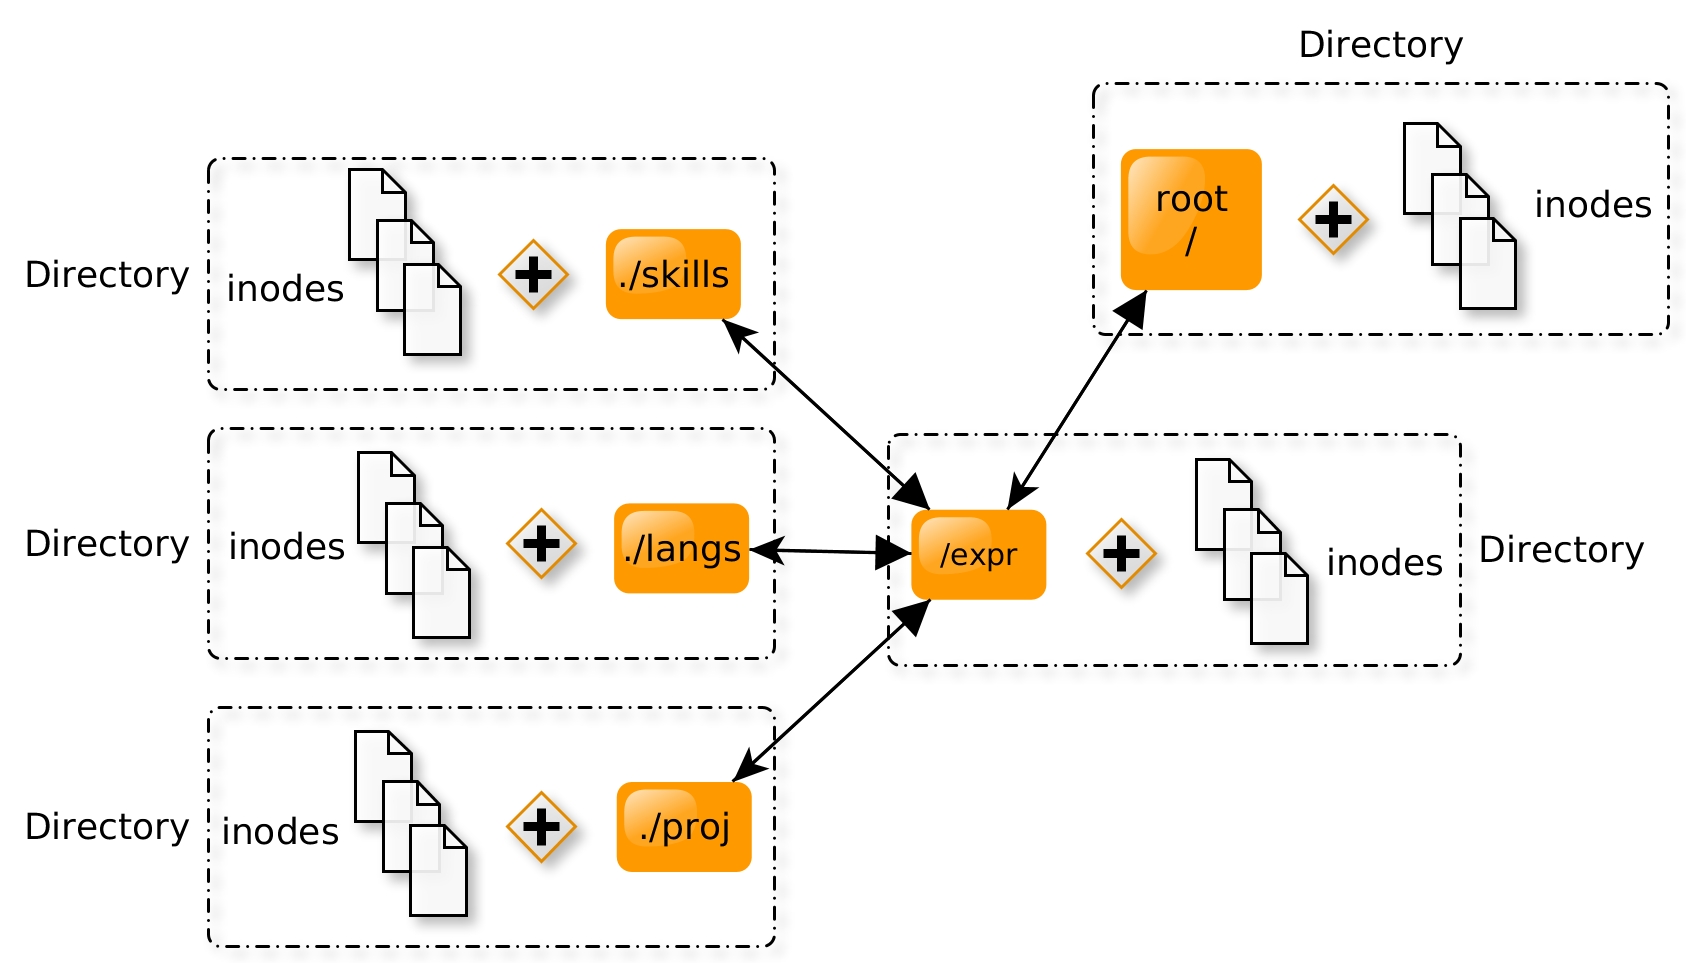 Directory
root
/
inodes
Directory
inodes
./skills
Directory
inodes
./langs
/expr
inodes
Directory
Directory
inodes
./proj